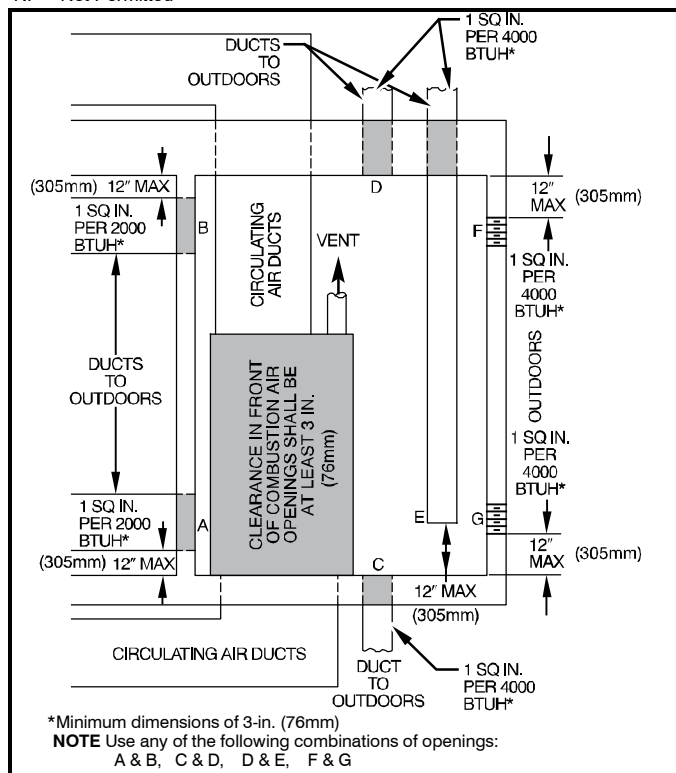 1 SQ IN.
PER 4000
BTUH*
DUCTS
TO
OUTDOORS
(305mm) 12″ MAX
1 SQ IN.
PER 2000
BTUH*
B
DUCTS
TO
OUTDOORS
1 SQ IN.
PER 2000
BTUH*
A
(305mm) 12″ MAX
CIRCULATING
AIR DUCTS
VENT
CLEARANCE IN FRONT
OF COMBUSTION AIR
OPENINGS SHALL BE
AT LEAST 3 IN.
(76mm)
D
E
C
12″
MAX
(305mm)
F
1 SQ IN.
PER
4000
BTUH*
OUTDOORS
1 SQ IN.
PER
4000
BTUH*
G
12″
MAX
(305mm)
12″ MAX
(305mm)
CIRCULATING AIR DUCTS
DUCT
TO
OUTDOORS
1 SQ IN.
PER 4000
BTUH*
*Minimum dimensions of 3-in. (76mm)
NOTE Use any of the following combinations of openings:
A & B, C & D, D & E, F & G